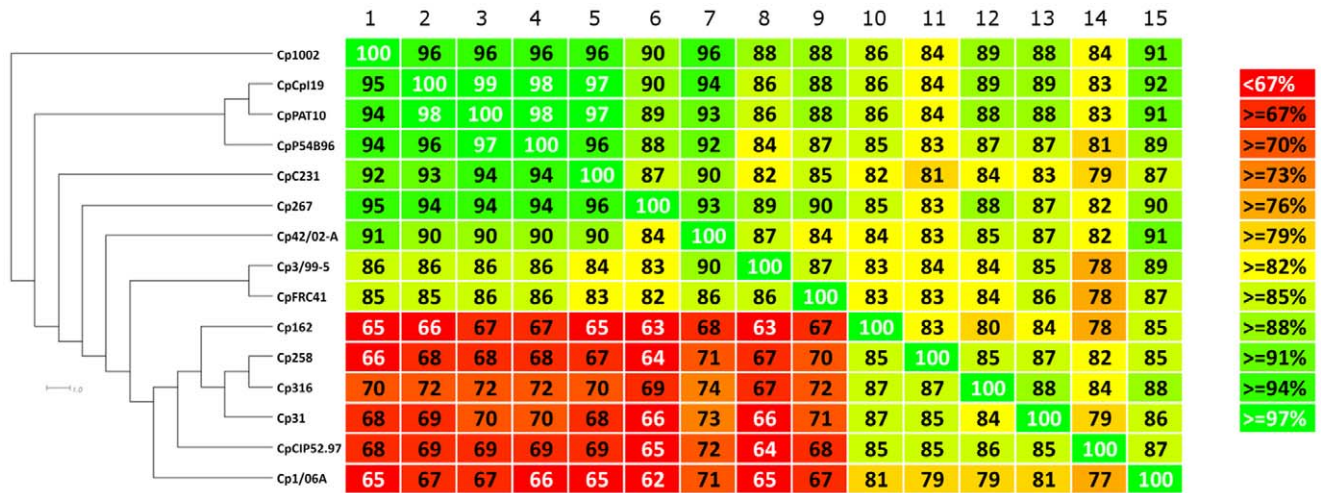 1 2 3 4 5 6 7 8 9 10 11 12 13 14 15
Cp1002 100 96 96 96 96 90 96 88 88 86 84 89 88 84 91
CpCpI19 95 100 99 98 97 90 94 86 88 86 84 89 89 83 92 <67%
CpPAT10 94 98 100 98 97 89 93 86 88 86 84 88 88 83 91 >=67%
CpP54B96 94 96 97 100 96 88 92 84 87 85 83 87 87 81 89 >=70%
CpC231 92 93 94 94 100 87 90 82 85 82 81 84 83 79 87 >=73%
Cp267 95 94 94 94 96 100 93 89 90 85 83 88 87 82 90 >=76%
Cp42/02-A 91 90 90 90 90 84 100 87 84 84 83 85 87 82 91 >=79%
Cp3/99-5 86 86 86 86 84 83 90 100 87 83 84 84 85 78 89 >=82%
CpFRC41 85 85 86 86 83 82 86 86 100 83 83 84 86 78 87 >=85%
Cp162 65 66 67 67 65 63 68 63 67 100 83 80 84 78 85 >=88%
Cp258 66 68 68 68 67 64 71 67 70 85 100 85 87 82 85 >=91%
1.0 Cp316 70 72 72 72 70 69 74 67 72 87 87 100 88 84 88 >=94%
Cp31 68 69 70 70 68 66 73 66 71 87 85 84 100 79 86 >=97%
CpCIP52.97 68 69 69 69 69 65 72 64 68 85 85 86 85 100 87
Cp1/06A 65 67 67 66 65 62 71 65 67 81 79 79 81 77 100